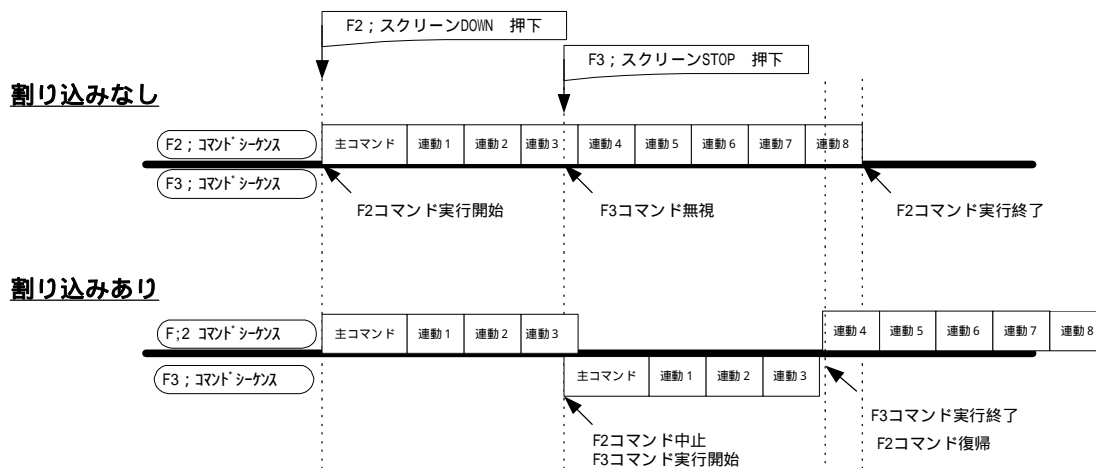 F2；スクリーンDOWN　押下
F3；スクリーンSTOP　押下
割り込みなし
F2；ｺﾏﾝﾄﾞｼｰｹﾝｽ
主コマンド 連動1 連動2 連動3 連動4 連動5 連動6 連動7 連動8
F3；ｺﾏﾝﾄﾞｼｰｹﾝｽ
F2コマンド実行開始
F3コマンド無視
F2コマンド実行終了
割り込みあり
F;2 ｺﾏﾝﾄﾞｼｰｹﾝｽ
主コマンド 連動1 連動2 連動3
連動4 連動5 連動6 連動7 連動8
F3；ｺﾏﾝﾄﾞｼｰｹﾝｽ
主コマンド 連動1 連動2 連動3
F2コマンド中止
F3コマンド実行開始
F3コマンド実行終了
F2コマンド復帰